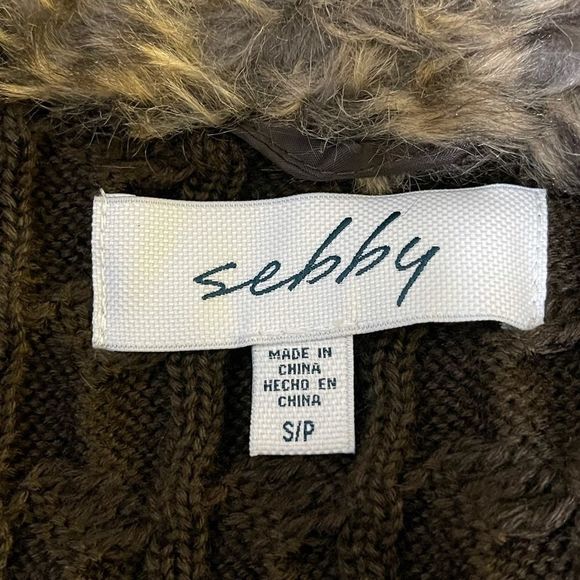 sebby
MADE IN
CHINA
HECHO EN
CHINA
S/P